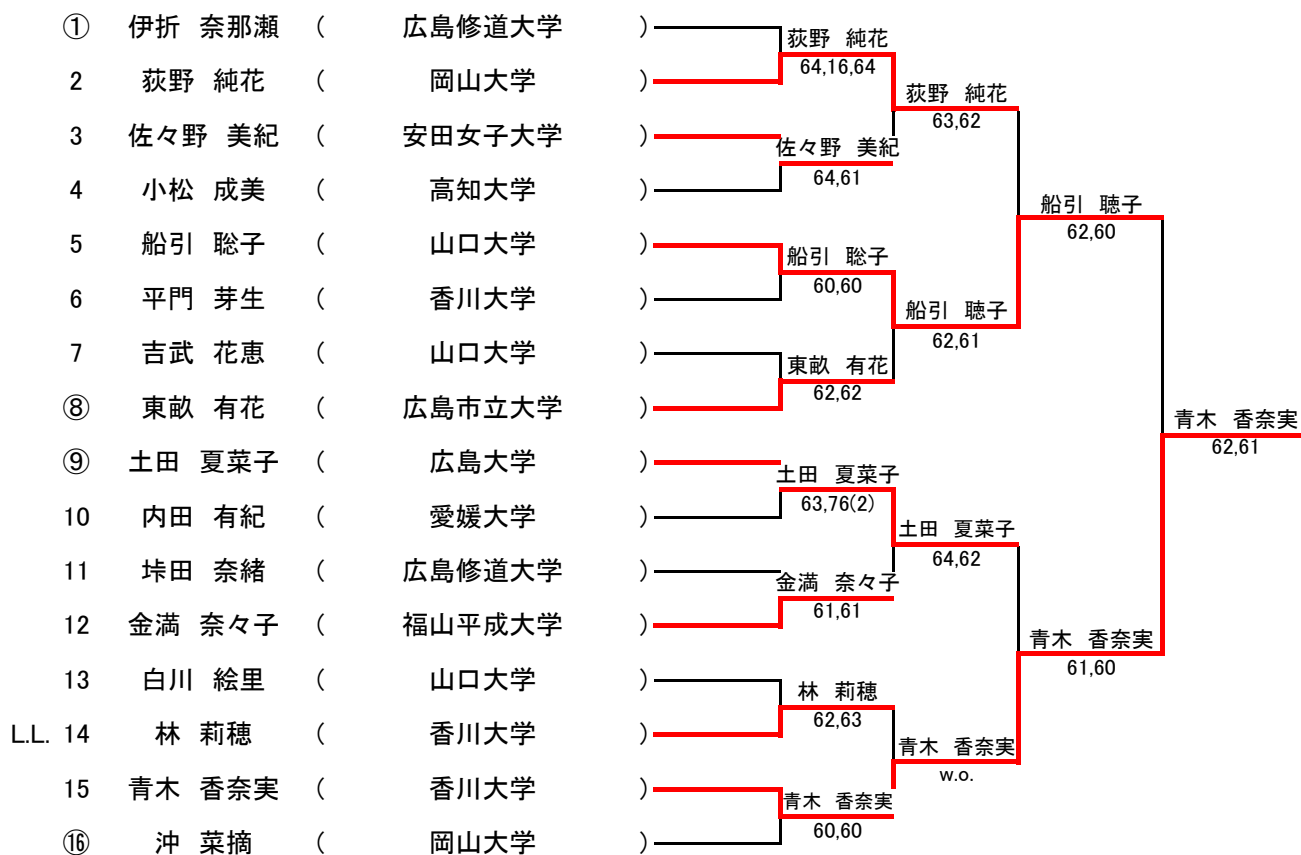 ① 伊折 奈那瀬 ( 広島修道大学 )
荻野 純花
64,16,64
2 荻野 純花 ( 岡山大学 )
荻野 純花
63,62
3 佐々野 美紀 ( 安田女子大学 )
佐々野 美紀
64,61
4 小松 成美 ( 高知大学 )
船引 聴子
62,60
5 船引 聡子 ( 山口大学 )
船引 聡子
60,60
6 平門 芽生 ( 香川大学 )
船引 聴子
62,61
7 吉武 花恵 ( 山口大学 )
東畝 有花
62,62
⑧ 東畝 有花 ( 広島市立大学 )
青木 香奈実
62,61
⑨ 土田 夏菜子 ( 広島大学 )
土田 夏菜子
63,76(2)
10 内田 有紀 ( 愛媛大学 )
土田 夏菜子
64,62
11 垰田 奈緒 ( 広島修道大学 )
金満 奈々子
61,61
12 金満 奈々子 ( 福山平成大学 )
青木 香奈実
61,60
13 白川 絵里 ( 山口大学 )
林 莉穂
62,63
L.L. 14 林 莉穂 ( 香川大学 )
青木 香奈実
w.o.
15 青木 香奈実 ( 香川大学 )
青木 香奈実
60,60
⑯ 沖 菜摘 ( 岡山大学 )